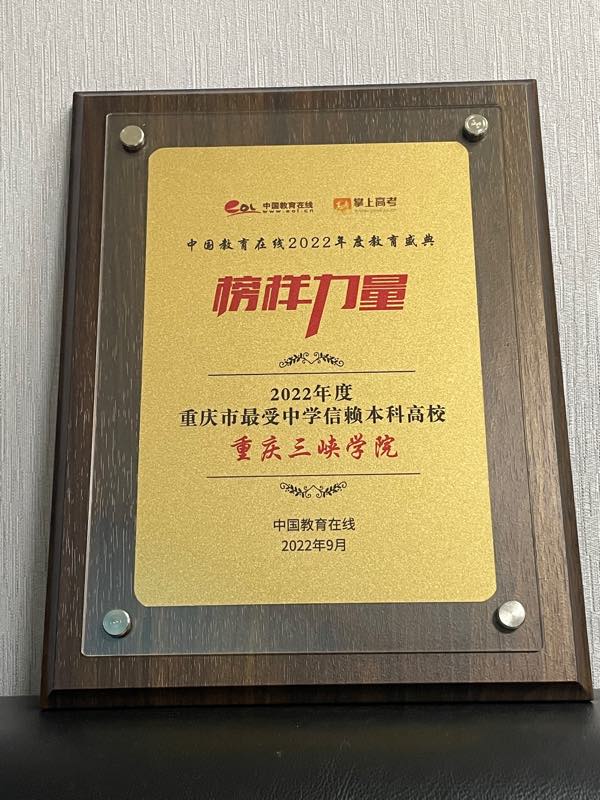 eol 中国教育在线 掌上高考
www.eol.cn
中国教育在线2022年度教育盛典
榜样力量
2022年度
重庆市最受中学信赖本科高校
重庆三峡学院
中国教育在线
2022年9月